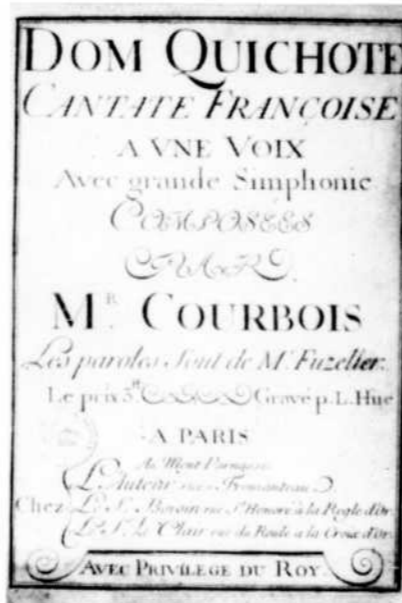 DOM QUICHOTE
CANTATE FRANÇOISE
A VNE VOIX
Avec grande Simphonie
COMPOSÉES
PAR
Mʀ. COURBOIS
Les paroles Sont de Mʳ. Fuzelier.
Le prix 3ᵗᵗ Gravé p. L. Hue
A PARIS
Au Mont Parnasse
Chez
L'Auteur rue Fromanteau
Le Sʳ. Boivin rue Sᵗ. Honoré à la Regle d'or.
Le Sʳ. Le Clair rue du Roule a la Croix d'or.
AVEC PRIVILEGE DU ROY